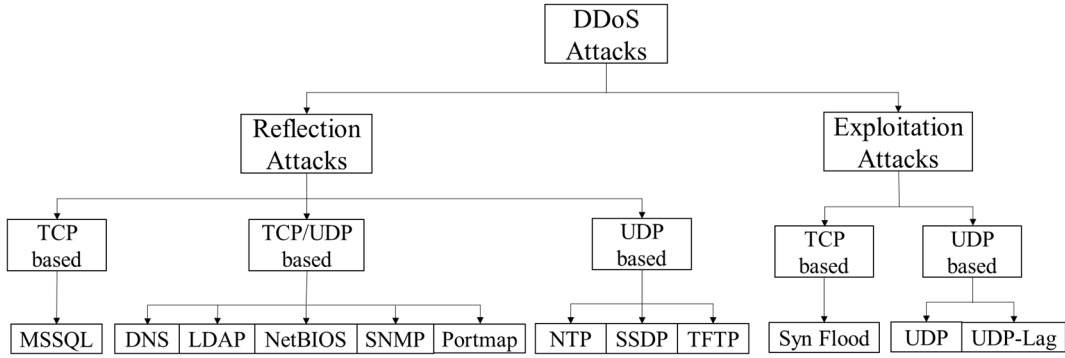 DDoS
Attacks
Reflection
Attacks
Exploitation
Attacks
TCP
based
TCP/UDP
based
UDP
based
TCP
based
UDP
based
MSSQL
DNS
LDAP
NetBIOS
SNMP
Portmap
NTP
SSDP
TFTP
Syn Flood
UDP
UDP-Lag